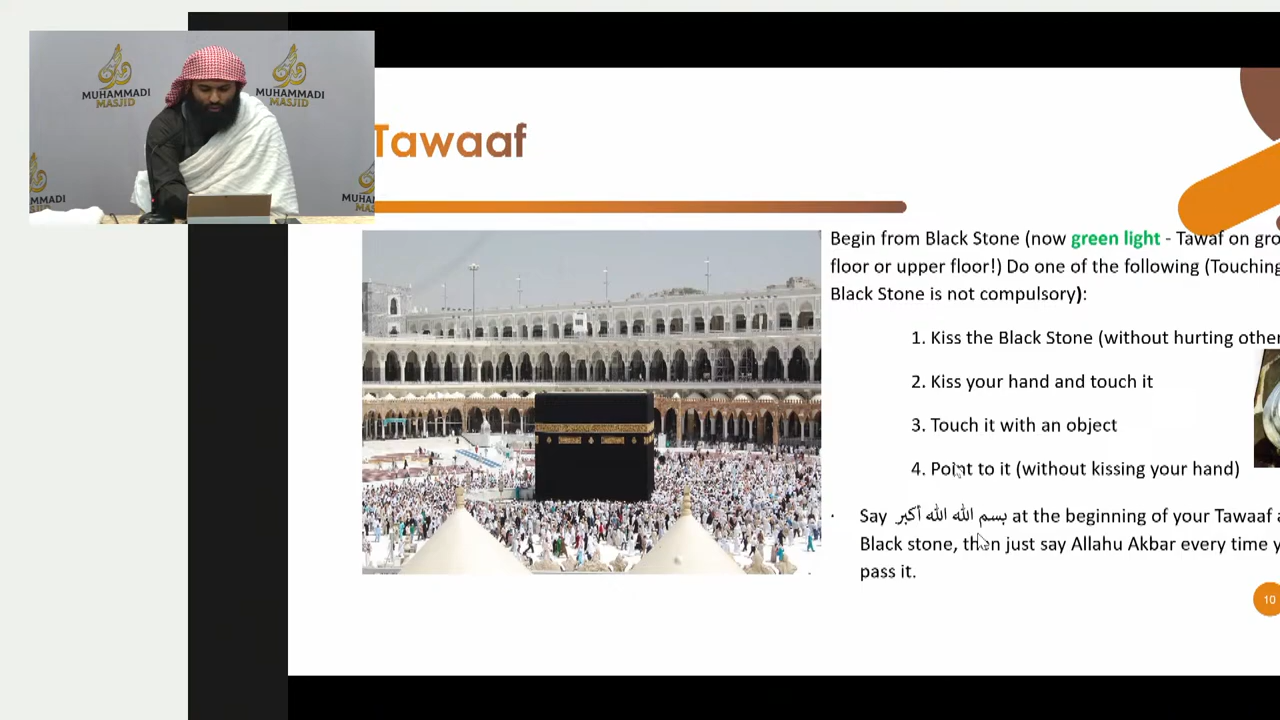 MUHAMMADI
MASJID
MUHAMMADI
MASJID
MMADI
ID
MUHA
M
Tawaaf
Begin from Black Stone (now green light - Tawaf on gro
floor or upper floor!) Do one of the following (Touching
Black Stone is not compulsory):
1. Kiss the Black Stone (without hurting other
2. Kiss your hand and touch it
3. Touch it with an object
4. Point to it (without kissing your hand)
· Say بسم الله الله أكبر at the beginning of your Tawaaf a
Black stone, then just say Allahu Akbar every time y
pass it.
10